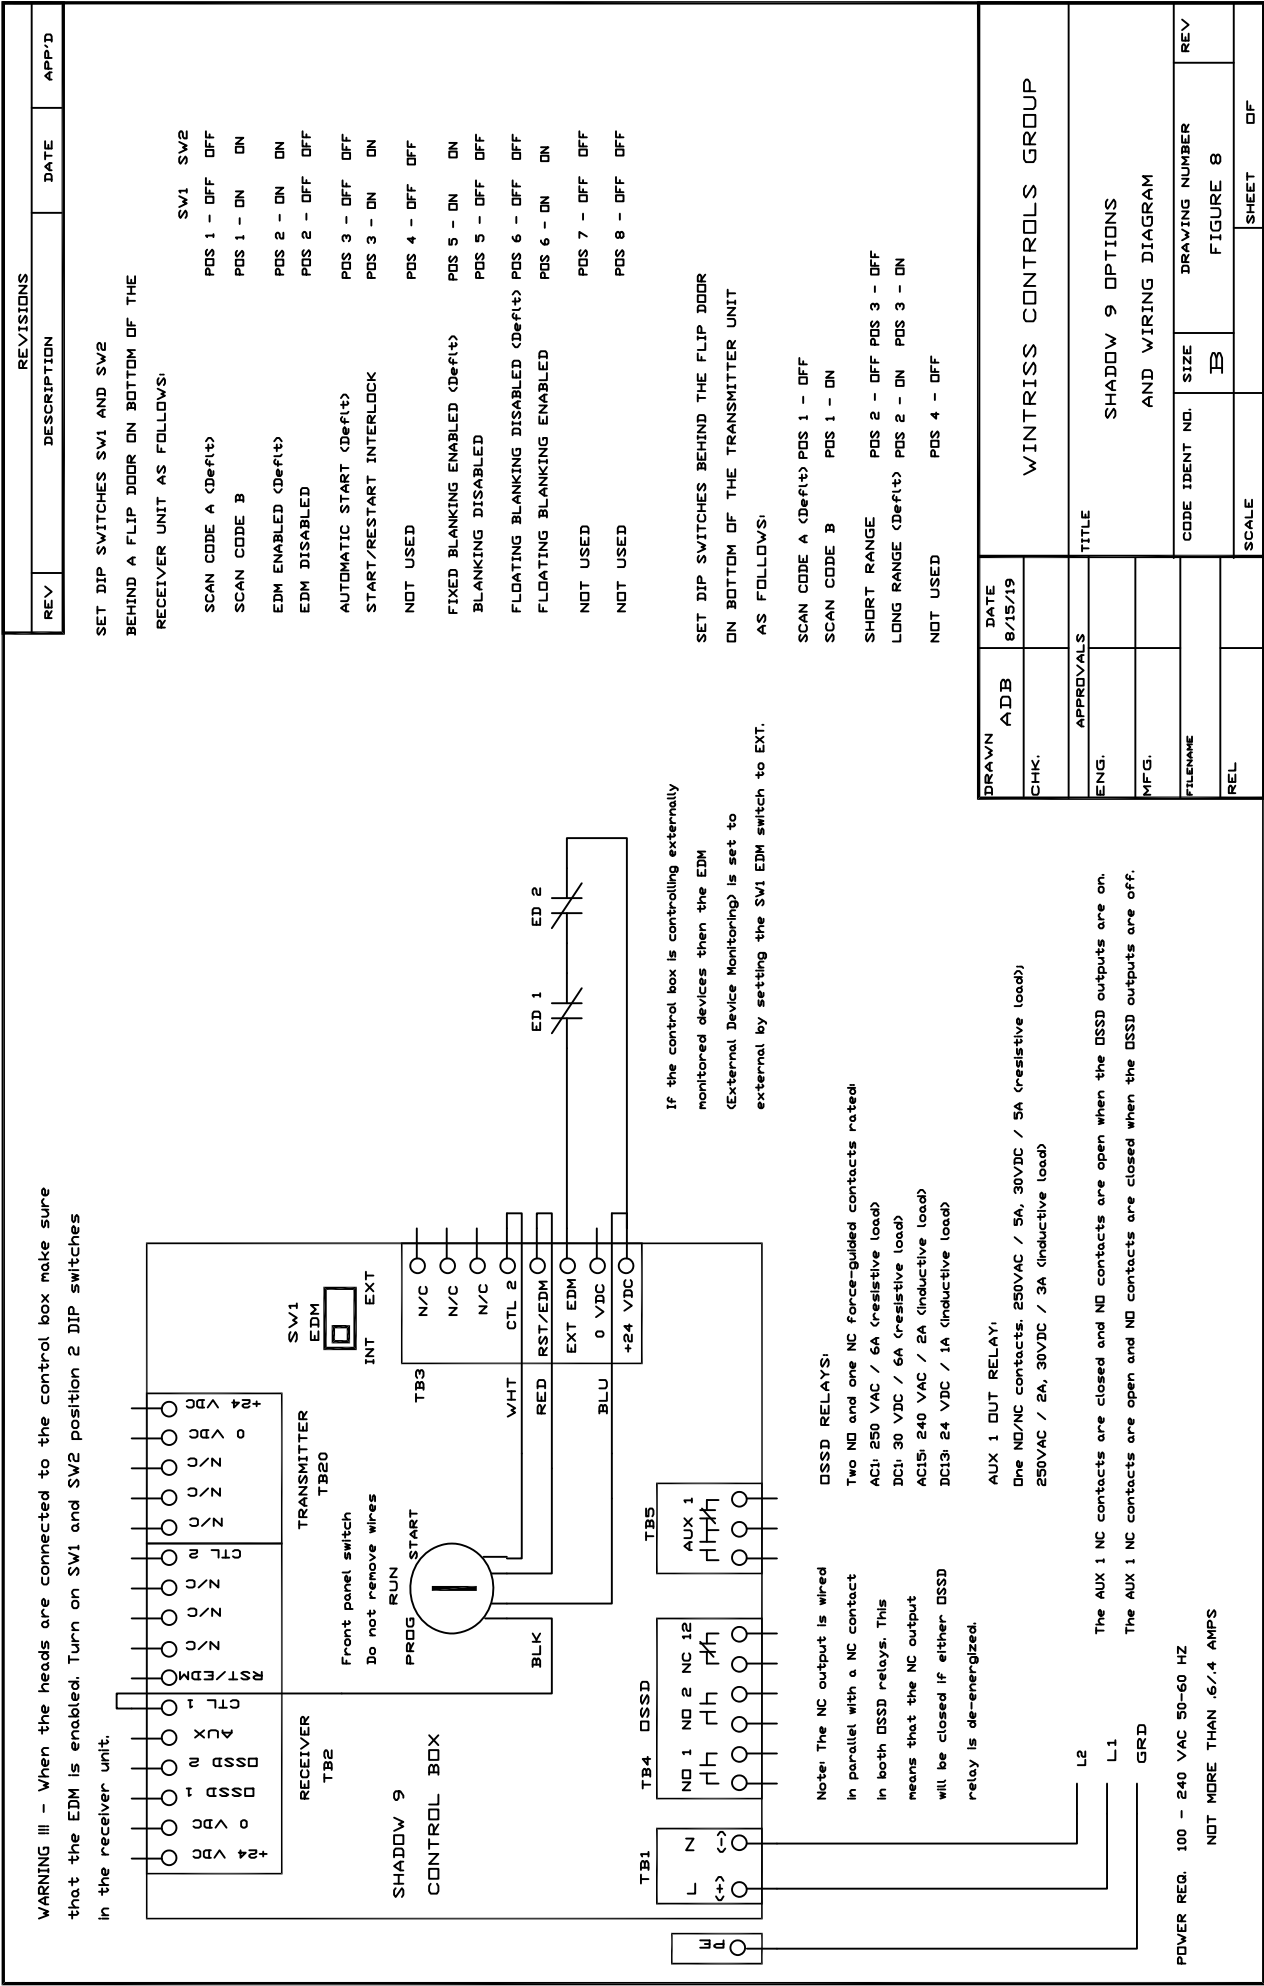 WARNING !!! - When the heads are connected to the control box make sure
that the EDM is enabled. Turn on SW1 and SW2 position 2 DIP switches
in the receiver unit.
REVISIONS
REV DESCRIPTION DATE APP'D
SET DIP SWITCHES SW1 AND SW2
BEHIND A FLIP DOOR ON BOTTOM OF THE
RECEIVER UNIT AS FOLLOWS:
SW1 SW2
SCAN CODE A (Deflt) POS 1 - OFF OFF
SCAN CODE B POS 1 - ON ON
EDM ENABLED (Deflt) POS 2 - ON ON
EDM DISABLED POS 2 - OFF OFF
AUTOMATIC START (Deflt) POS 3 - OFF OFF
START/RESTART INTERLOCK POS 3 - ON ON
NOT USED POS 4 - OFF OFF
FIXED BLANKING ENABLED (Deflt) POS 5 - ON ON
BLANKING DISABLED POS 5 - OFF OFF
FLOATING BLANKING DISABLED (Deflt) POS 6 - OFF OFF
FLOATING BLANKING ENABLED POS 6 - ON ON
NOT USED POS 7 - OFF OFF
NOT USED POS 8 - OFF OFF
SET DIP SWITCHES BEHIND THE FLIP DOOR
ON BOTTOM OF THE TRANSMITTER UNIT
AS FOLLOWS:
SCAN CODE A (Deflt) POS 1 - OFF
SCAN CODE B POS 1 - ON
SHORT RANGE POS 2 - OFF POS 3 - OFF
LONG RANGE (Deflt) POS 2 - ON POS 3 - ON
NOT USED POS 4 - OFF
+24 VDC
0 VDC
OSSD 1
OSSD 2
AUX
CTL 1
RST/EDM
N/C
N/C
N/C
CTL 2
N/C
N/C
N/C
0 VDC
+24 VDC
RECEIVER
TB2
TRANSMITTER
TB20
SW1
EDM
INT EXT
SHADOW 9
CONTROL BOX
Front panel switch
Do not remove wires
RUN
PROG START
PROG
BLK
TB3
WHT
RED
BLU
N/C
N/C
N/C
CTL 2
RST/EDM
EXT EDM
0 VDC
+24 VDC
ED 1
ED 2
PE
TB1
L
(+)
N
(-)
TB4 OSSD
NO 1 NO 2 NC 12
TB5
AUX 1
If the control box is controlling externally
monitored devices then the EDM
(External Device Monitoring) is set to
external by setting the SW1 EDM switch to EXT.
Note: The NC output is wired
in parallel with a NC contact
in both OSSD relays. This
means that the NC output
will be closed if either OSSD
relay is de-energized.
OSSD RELAYS:
Two NO and one NC force-guided contacts rated:
AC1: 250 VAC / 6A (resistive load)
DC1: 30 VDC / 6A (resistive load)
AC15: 240 VAC / 2A (inductive load)
DC13: 24 VDC / 1A (inductive load)
AUX 1 OUT RELAY:
One NO/NC contacts. 250VAC / 5A, 30VDC / 5A (resistive load);
250VAC / 2A, 30VDC / 3A (inductive load)
The AUX 1 NC contacts are closed and NO contacts are open when the OSSD outputs are on.
The AUX 1 NC contacts are open and NO contacts are closed when the OSSD outputs are off.
L2
L1
GRD
POWER REQ. 100 - 240 VAC 50-60 HZ
NOT MORE THAN .6/.4 AMPS
DRAWN
ADB
DATE
8/15/19
CHK.
APPROVALS
ENG.
MFG.
FILENAME
REL
WINTRISS CONTROLS GROUP
TITLE
SHADOW 9 OPTIONS
AND WIRING DIAGRAM
CODE IDENT NO.
SIZE
B
DRAWING NUMBER
FIGURE 8
REV
SCALE
SHEET OF